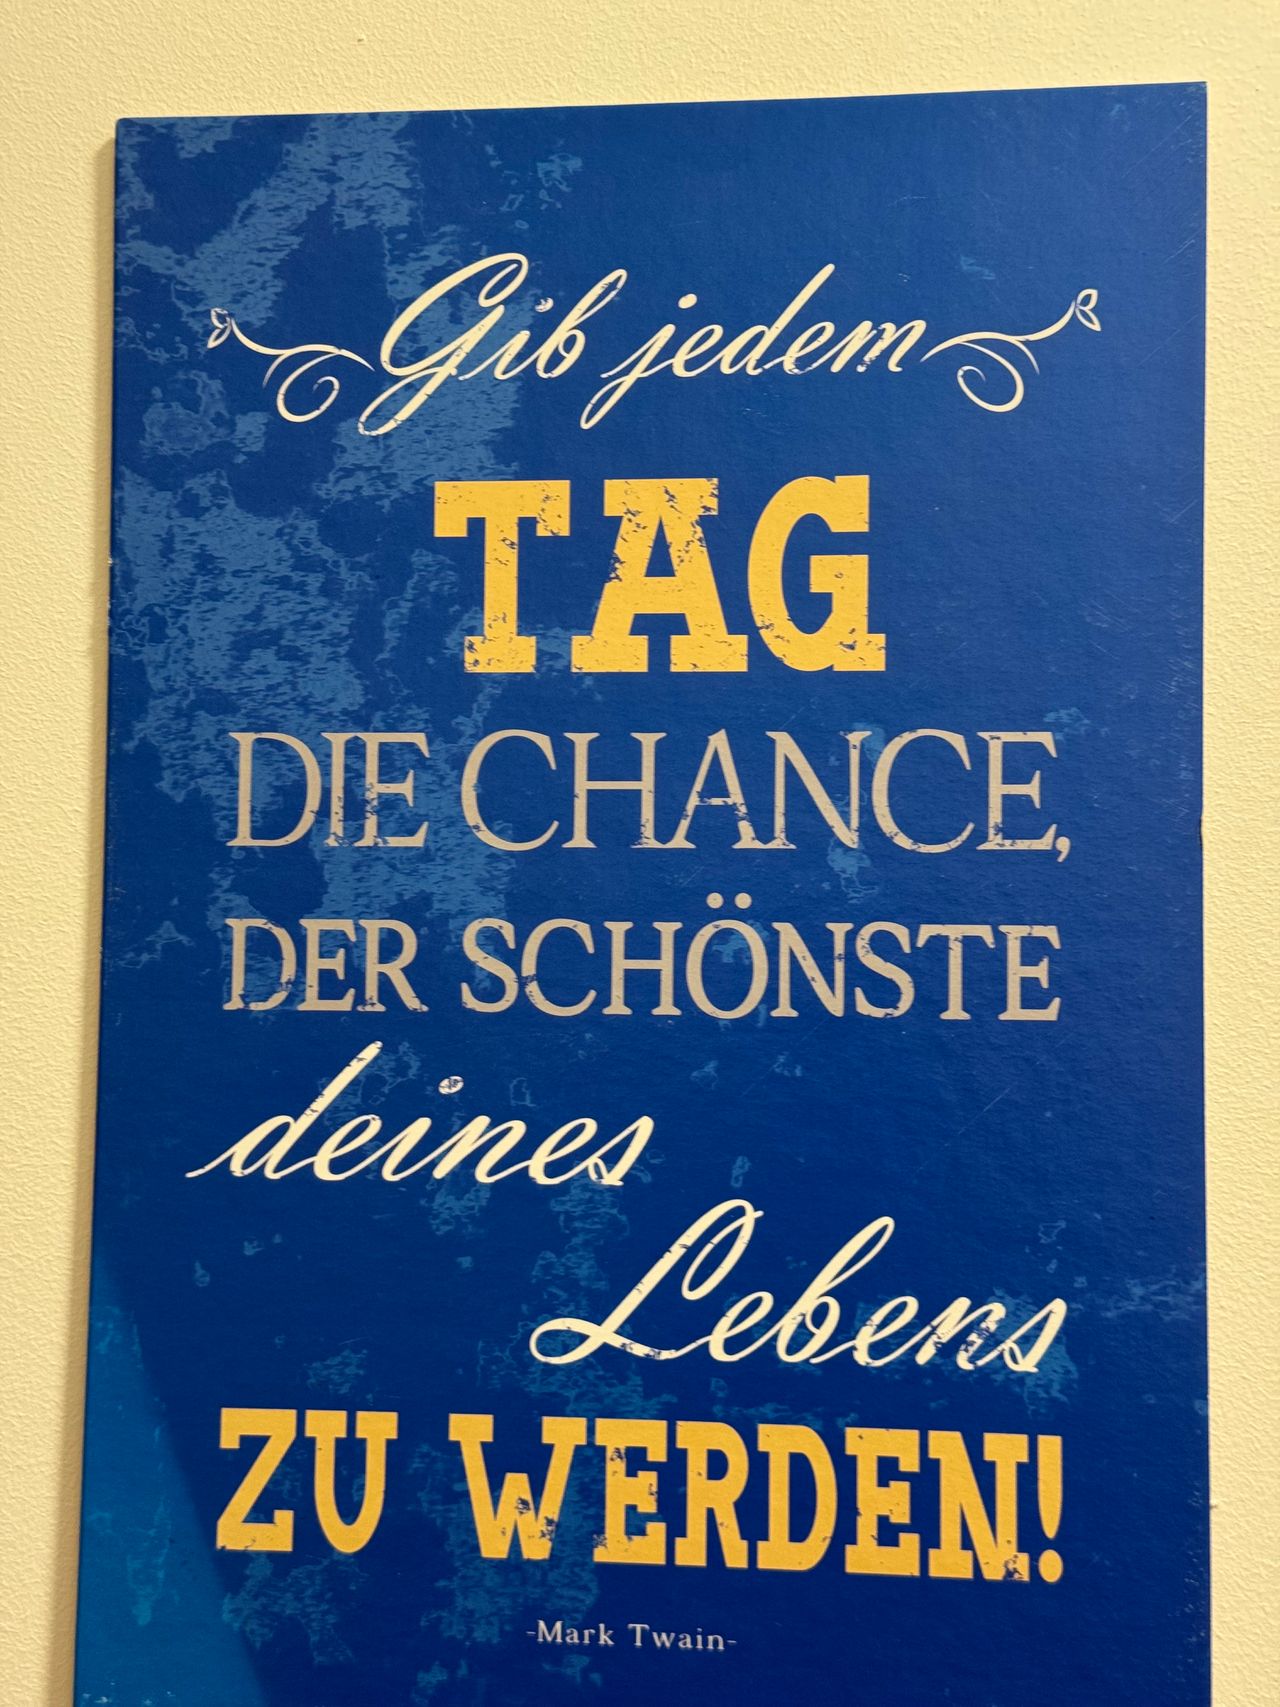 Gib jedem
TAG
DIE CHANCE,
DER SCHÖNSTE
deines
Lebens
ZU WERDEN!
-Mark Twain-